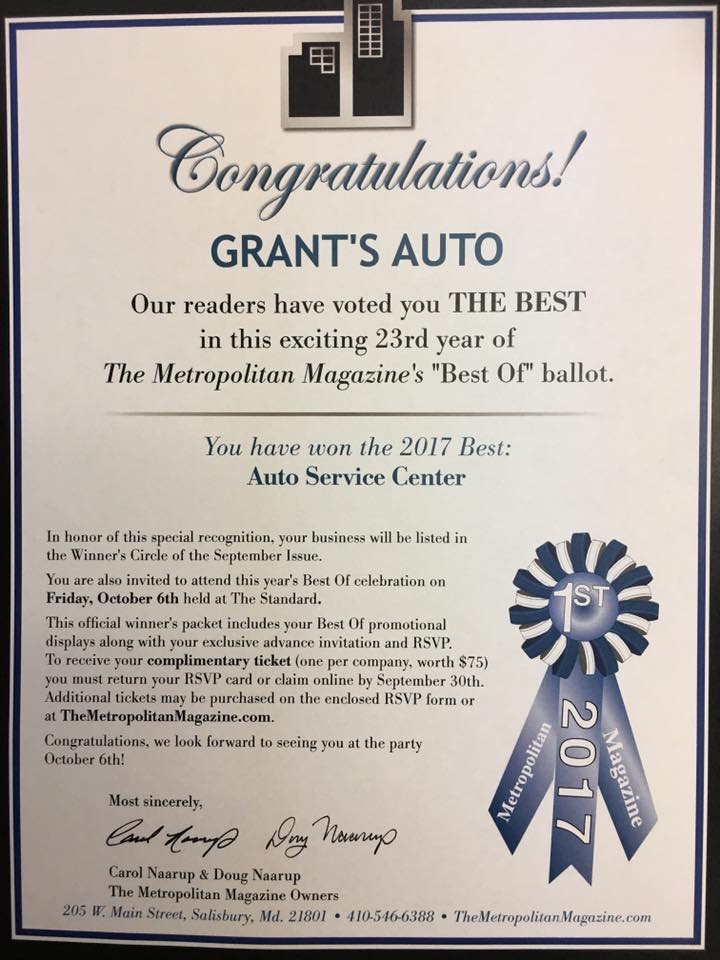 Congratulations!
GRANT'S AUTO
Our readers have voted you THE BEST
in this exciting 23rd year of
The Metropolitan Magazine's "Best Of" ballot.
You have won the 2017 Best:
Auto Service Center
In honor of this special recognition, your business will be listed in
the Winner's Circle of the September Issue.
You are also invited to attend this year's Best Of celebration on
Friday, October 6th held at The Standard.
This official winner's packet includes your Best Of promotional
displays along with your exclusive advance invitation and RSVP.
To receive your complimentary ticket (one per company, worth $75)
you must return your RSVP card or claim online by September 30th.
Additional tickets may be purchased on the enclosed RSVP form or
at TheMetropolitanMagazine.com.
Congratulations, we look forward to seeing you at the party
October 6th!
1ST
Metropolitan
2017
Magazine
Most sincerely,
Carol Naarup Doug Naarup
Carol Naarup & Doug Naarup
The Metropolitan Magazine Owners
205 W. Main Street, Salisbury, Md. 21801 • 410-546-6388 • TheMetropolitanMagazine.com